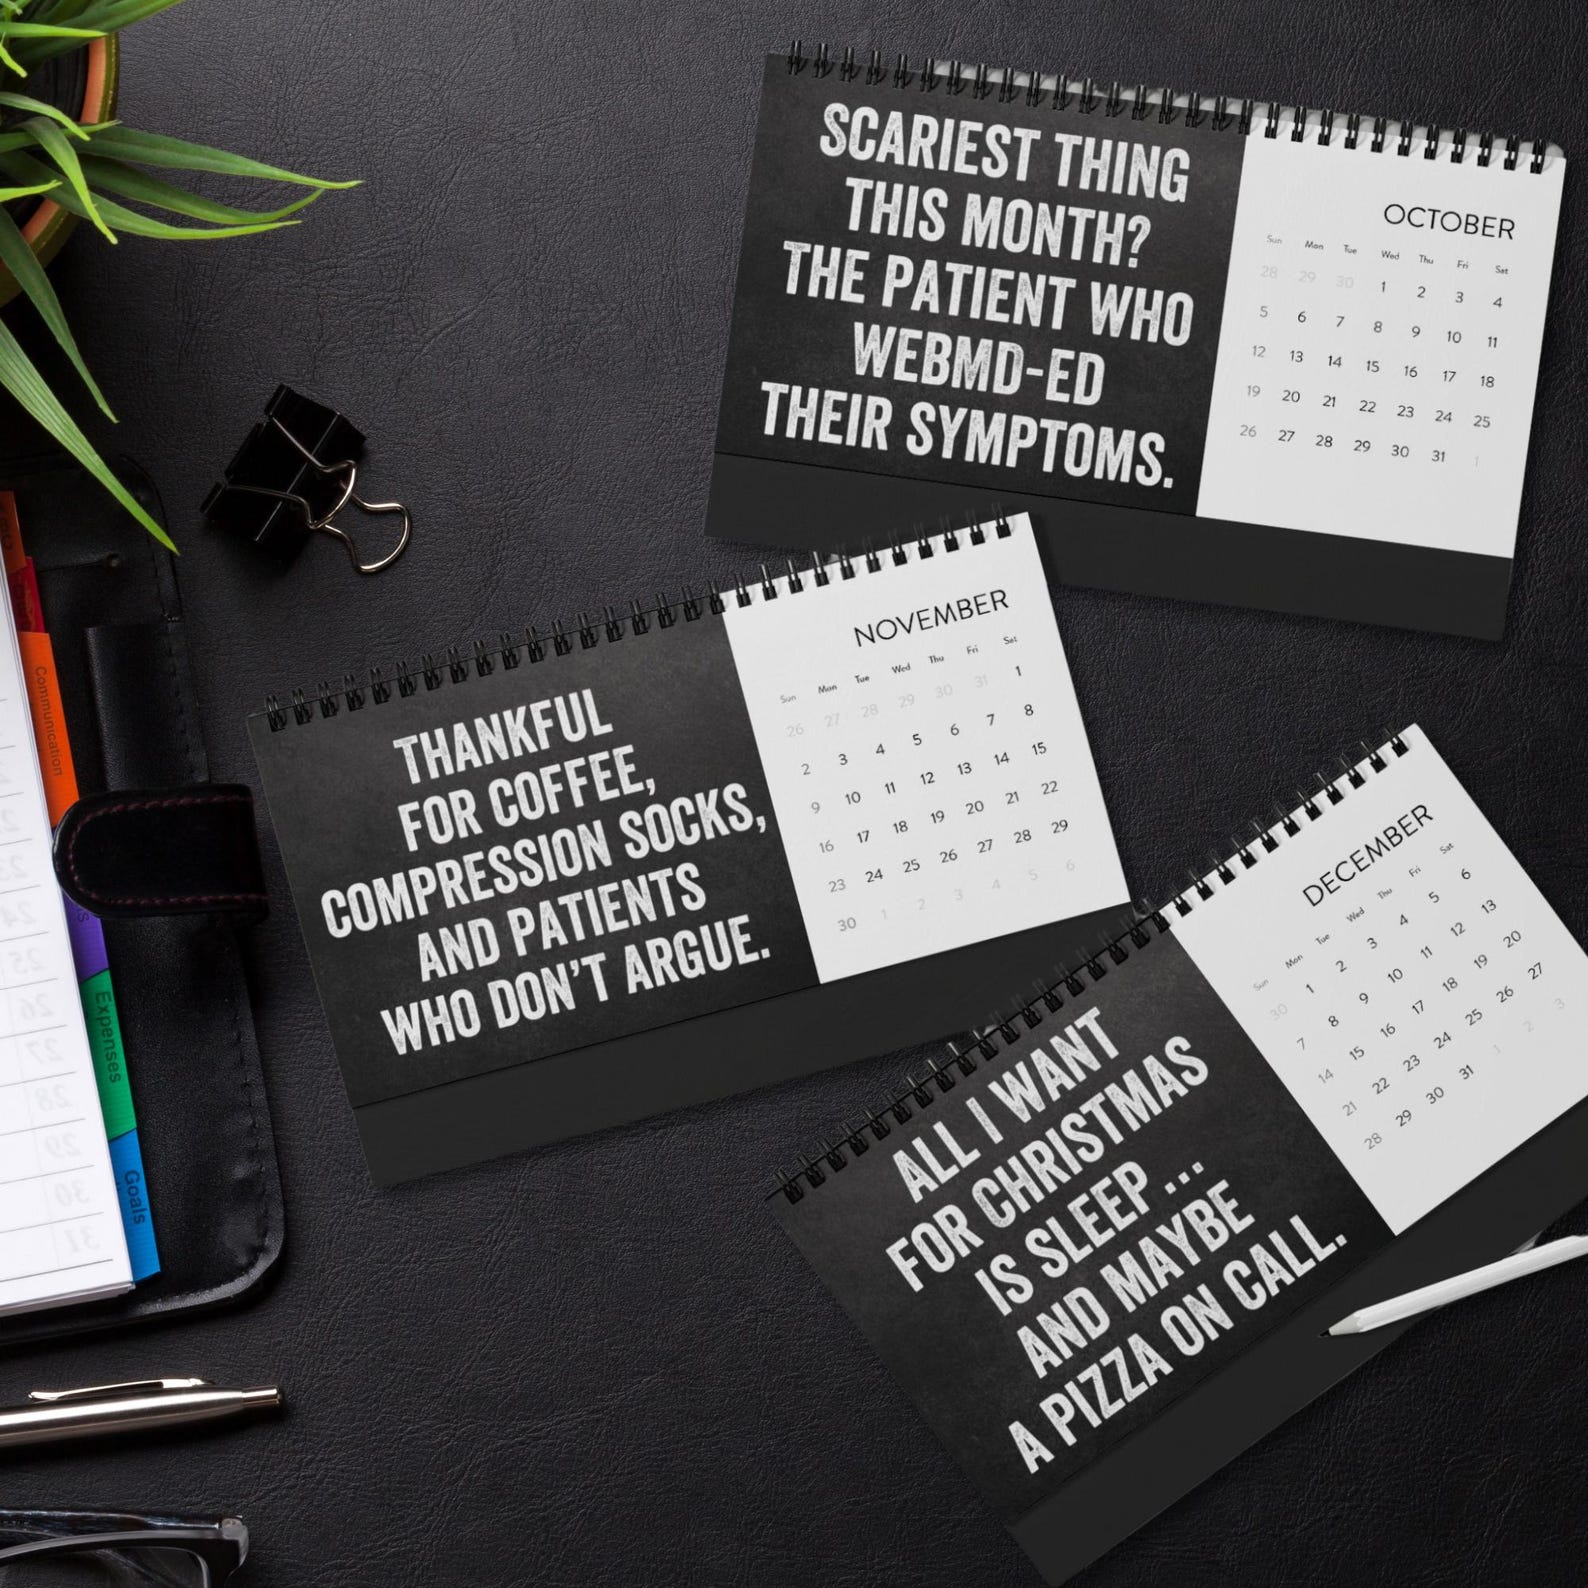 SCARIEST THING
THIS MONTH?
THE PATIENT WHO
WEBMD-ED
THEIR SYMPTOMS.
OCTOBER
Sun Mon Tue Wed Thu Fri Sat
28 29 30 1 2 3 4
5 6 7 8 9 10 11
12 13 14 15 16 17 18
19 20 21 22 23 24 25
26 27 28 29 30 31 1
THANKFUL
FOR COFFEE,
COMPRESSION SOCKS,
AND PATIENTS
WHO DON'T ARGUE.
NOVEMBER
Sun Mon Tue Wed Thu Fri Sat
26 27 28 29 30 31 1
2 3 4 5 6 7 8
9 10 11 12 13 14 15
16 17 18 19 20 21 22
23 24 25 26 27 28 29
30 1 2 3 4 5 6
ALL I WANT
FOR CHRISTMAS
IS SLEEP ...
AND MAYBE
A PIZZA ON CALL.
DECEMBER
Sun Mon Tue Wed Thu Fri Sat
30 1 2 3 4 5 6
7 8 9 10 11 12 13
14 15 16 17 18 19 20
21 22 23 24 25 26 27
28 29 30 31 1 2 3
Communication
Expenses
Goals
23
24
25
26
27
28
29
30
31